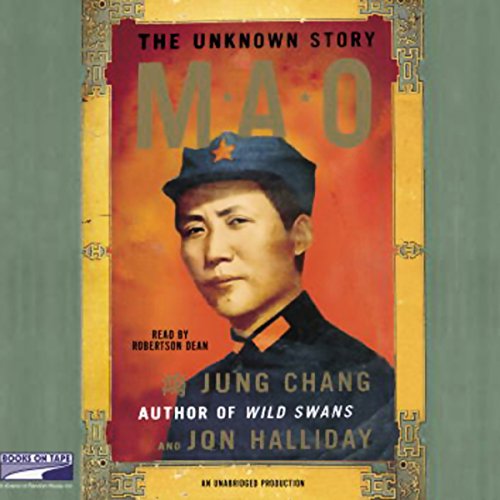 THE UNKNOWN STORY
M·A·O
READ BY
ROBERTSON DEAN
JUNG CHANG
AUTHOR OF WILD SWANS
AND JON HALLIDAY
BOOKS ON TAPE
AN UNABRIDGED PRODUCTION